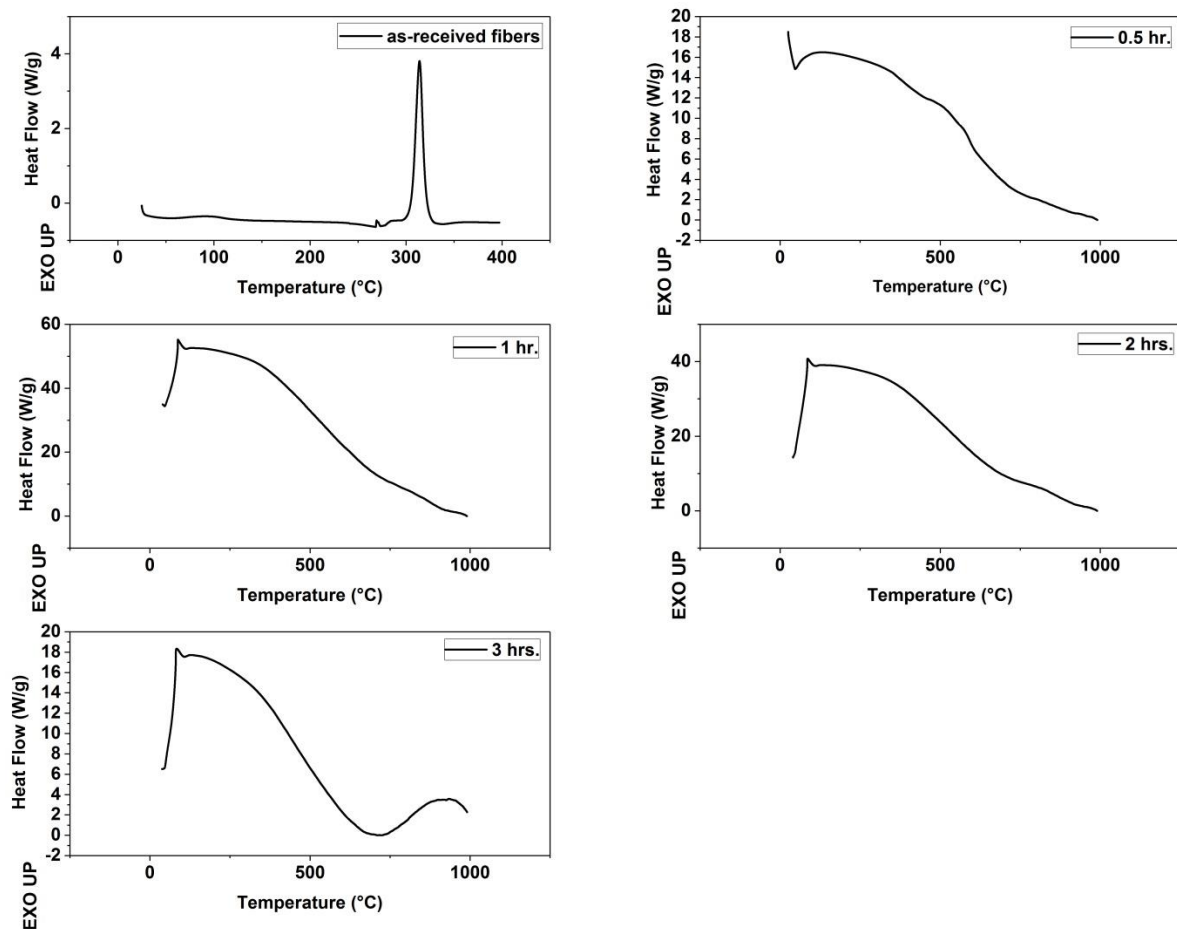 as-received fibers
4
2
0
Heat Flow (W/g)
EXO UP
0
100
200
300
400
Temperature (°C)
0.5 hr.
20
18
16
14
12
10
8
6
4
2
0
-2
Heat Flow (W/g)
EXO UP
0
500
1000
Temperature (°C)
1 hr.
60
40
20
0
Heat Flow (W/g)
EXO UP
0
500
1000
Temperature (°C)
2 hrs.
40
20
0
Heat Flow (W/g)
EXO UP
0
500
1000
Temperature (°C)
3 hrs.
20
18
16
14
12
10
8
6
4
2
0
-2
Heat Flow (W/g)
EXO UP
0
500
1000
Temperature (°C)